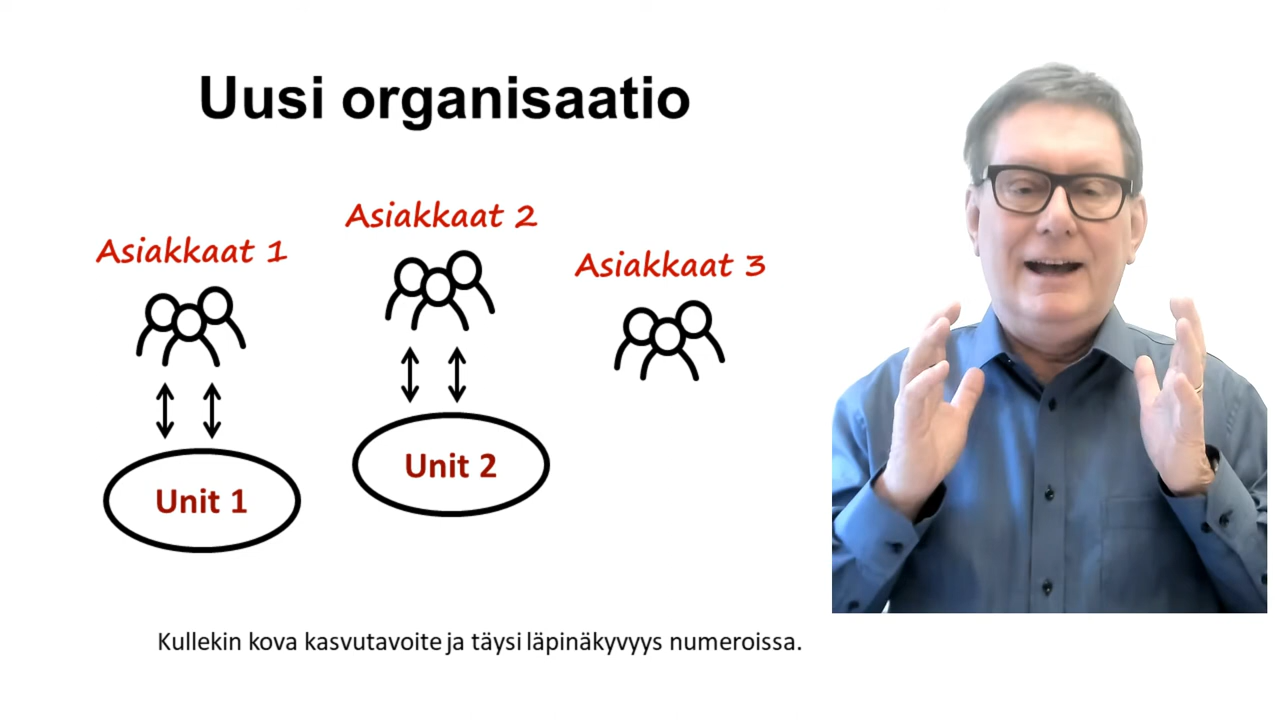 Uusi organisaatio
Asiakkaat 1
Asiakkaat 2
Asiakkaat 3
Unit 1
Unit 2
Kullekin kova kasvutavoite ja täysi läpinäkyvyys numeroissa.